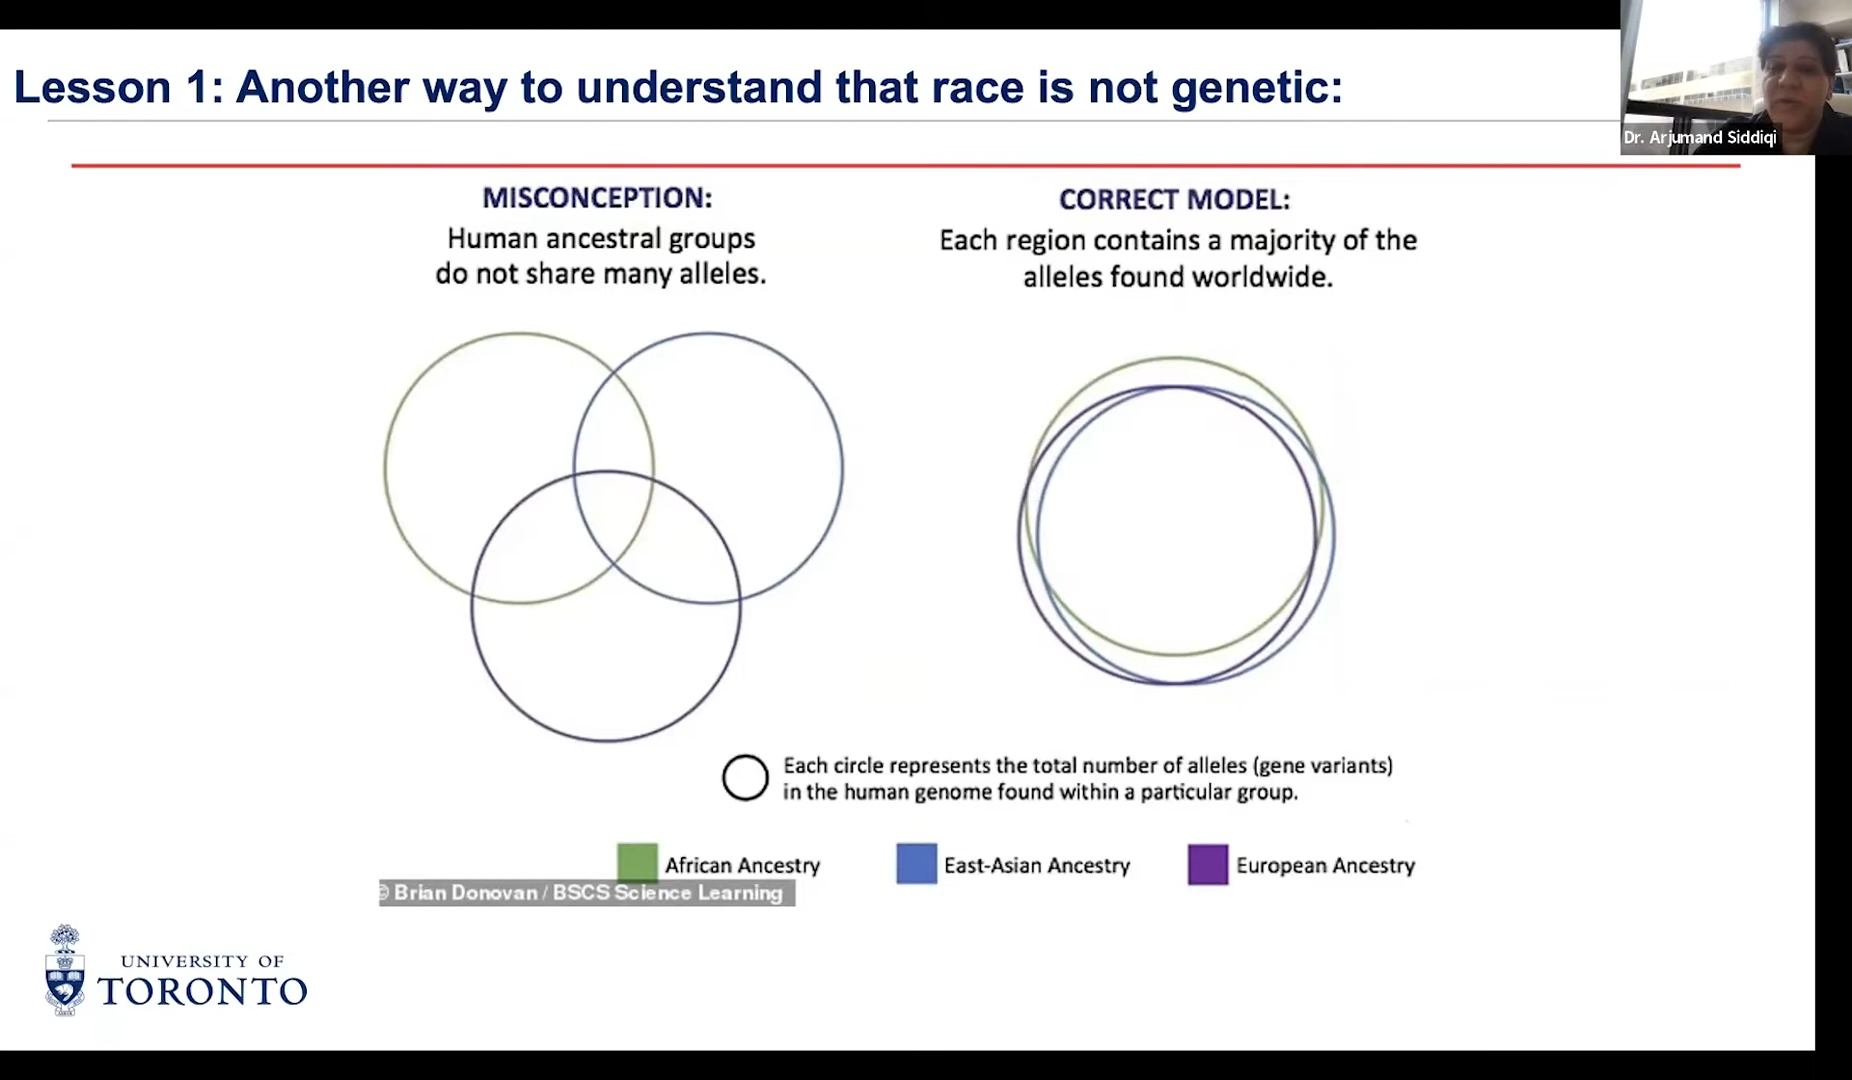 Lesson 1: Another way to understand that race is not genetic:
Dr. Arjumand Siddiqi
MISCONCEPTION:
Human ancestral groups
do not share many alleles.
CORRECT MODEL:
Each region contains a majority of the
alleles found worldwide.
Each circle represents the total number of alleles (gene variants)
in the human genome found within a particular group.
African Ancestry
East-Asian Ancestry
European Ancestry
© Brian Donovan / BSCS Science Learning
UNIVERSITY OF
TORONTO